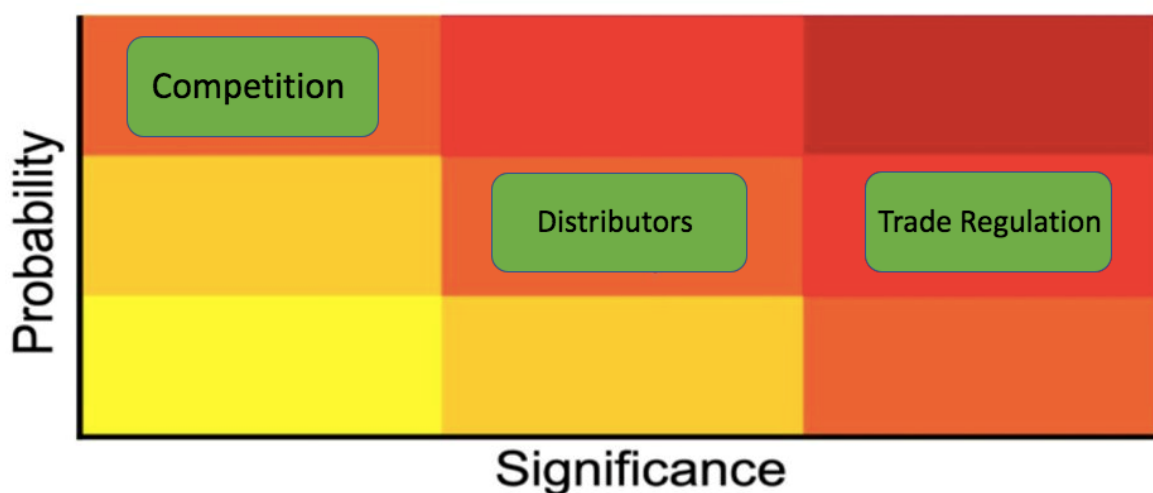 Competition
Distributors
Trade Regulation
Probability
Significance